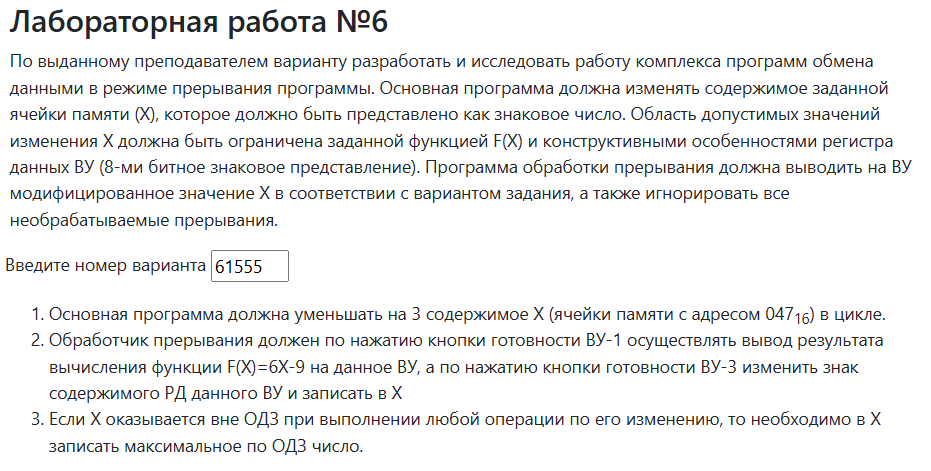 Лабораторная работа №6
По выданному преподавателем варианту разработать и исследовать работу комплекса программ обмена
данными в режиме прерывания программы. Основная программа должна изменять содержимое заданной
ячейки памяти (X), которое должно быть представлено как знаковое число. Область допустимых значений
изменения X должна быть ограничена заданной функцией F(X) и конструктивными особенностями регистра
данных ВУ (8-ми битное знаковое представление). Программа обработки прерывания должна выводить на ВУ
модифицированное значение X в соответствии с вариантом задания, а также игнорировать все
необрабатываемые прерывания.
Введите номер варианта 61555
1. Основная программа должна уменьшать на 3 содержимое X (ячейки памяти с адресом 047₁₆) в цикле.
2. Обработчик прерывания должен по нажатию кнопки готовности ВУ-1 осуществлять вывод результата
вычисления функции F(X)=6X-9 на данное ВУ, a по нажатию кнопки готовности ВУ-3 изменить знак
содержимого РД данного ВУ и записать в X
3. Если X оказывается вне ОДЗ при выполнении любой операции по его изменению, то необходимо в X
записать максимальное по ОДЗ число.